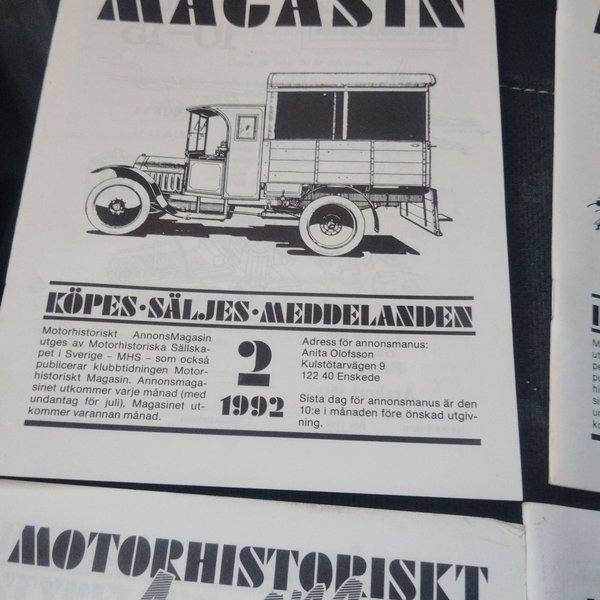 MAGASIN
KÖPES·SÄLJES·MEDDELANDEN
Motorhistoriskt AnnonsMagasin
utges av Motorhistoriska Sällska-
pet i Sverige – MHS – som också
publicerar klubbtidningen Motor-
historiskt Magasin. Annonsmaga-
sinet utkommer varje månad (med
undantag för juli), Magasinet ut-
kommer varannan månad.
2
1992
Adress för annonsmanus:
Anita Olofsson
Kulstötarvägen 9
122 40 Enskede
Sista dag för annonsmanus är den
10:e i månaden före önskad utgiv-
ning.
MOTORHISTORISKT